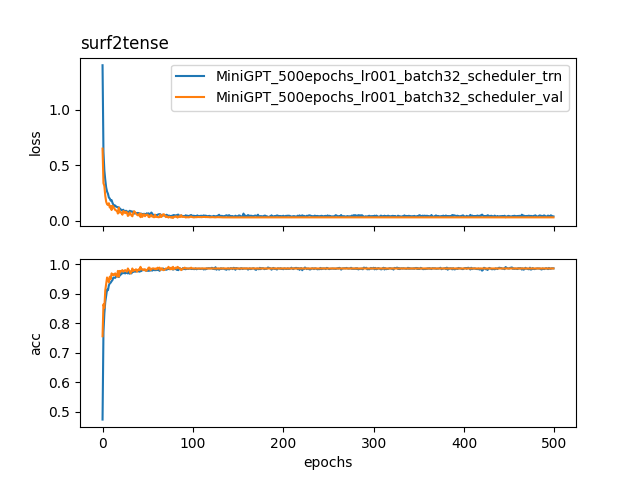 surf2tense
MiniGPT_500epochs_lr001_batch32_scheduler_trn
MiniGPT_500epochs_lr001_batch32_scheduler_val
loss
1.0
0.5
0.0
acc
1.0
0.9
0.8
0.7
0.6
0.5
0 100 200 300 400 500
epochs